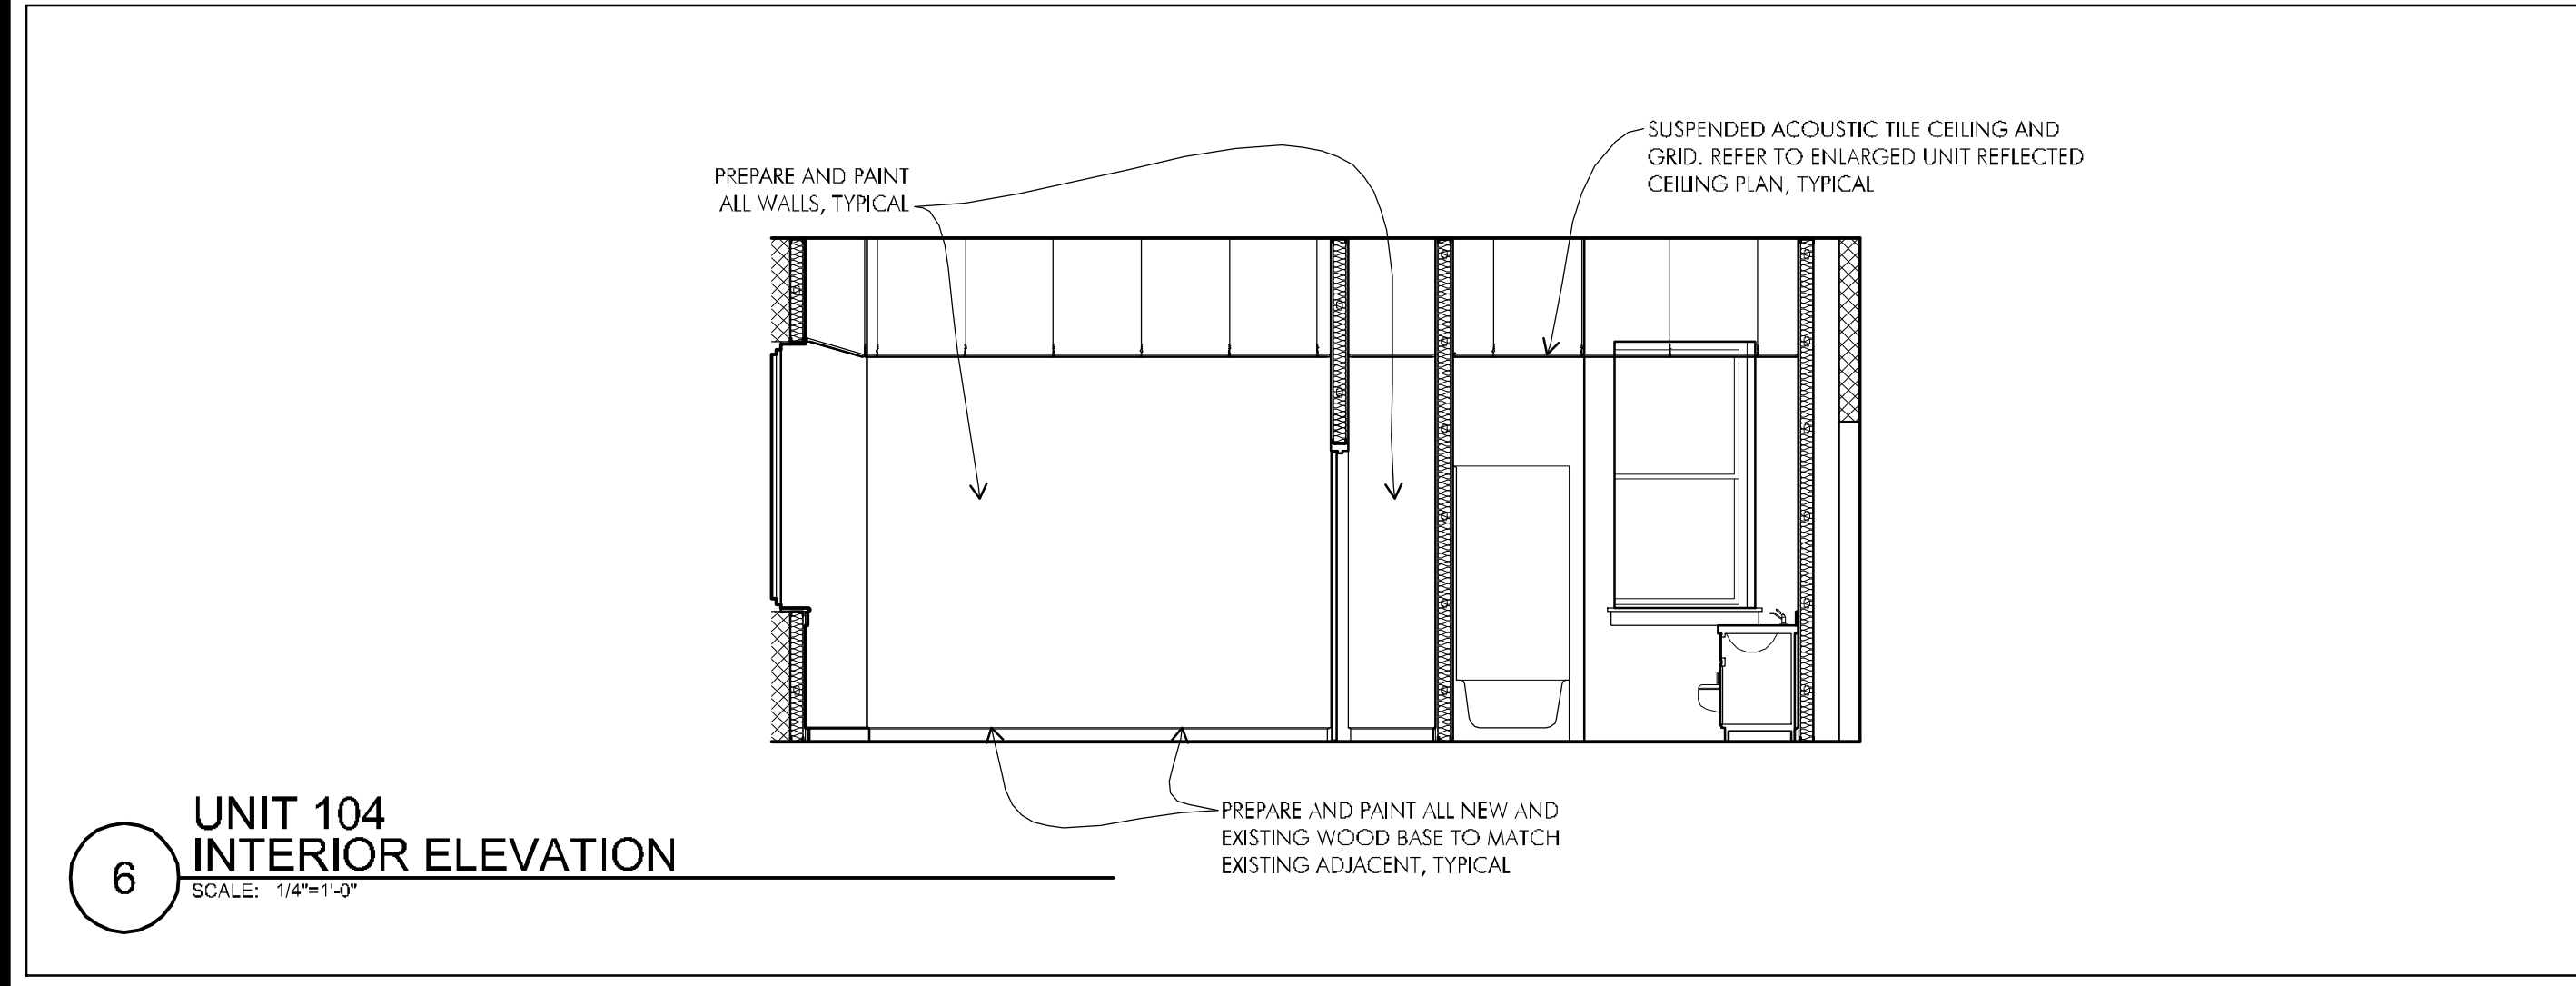 PREPARE AND PAINT
ALL WALLS, TYPICAL
SUSPENDED ACOUSTIC TILE CEILING AND
GRID. REFER TO ENLARGED UNIT REFLECTED
CEILING PLAN, TYPICAL
PREPARE AND PAINT ALL NEW AND
EXISTING WOOD BASE TO MATCH
EXISTING ADJACENT, TYPICAL
6
UNIT 104
INTERIOR ELEVATION
SCALE: 1/4"=1'-0"